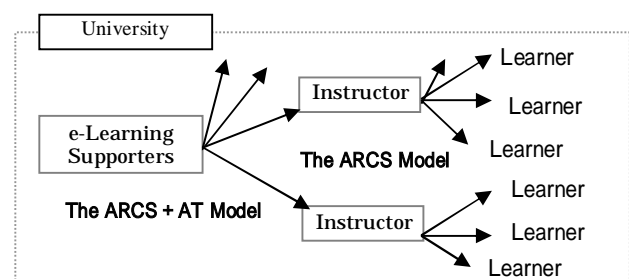 University
Learner
Instructor
Learner
e-Learning
Supporters
The ARCS Model
Learner
Learner
The ARCS + AT Model
Instructor
Learner
Learner